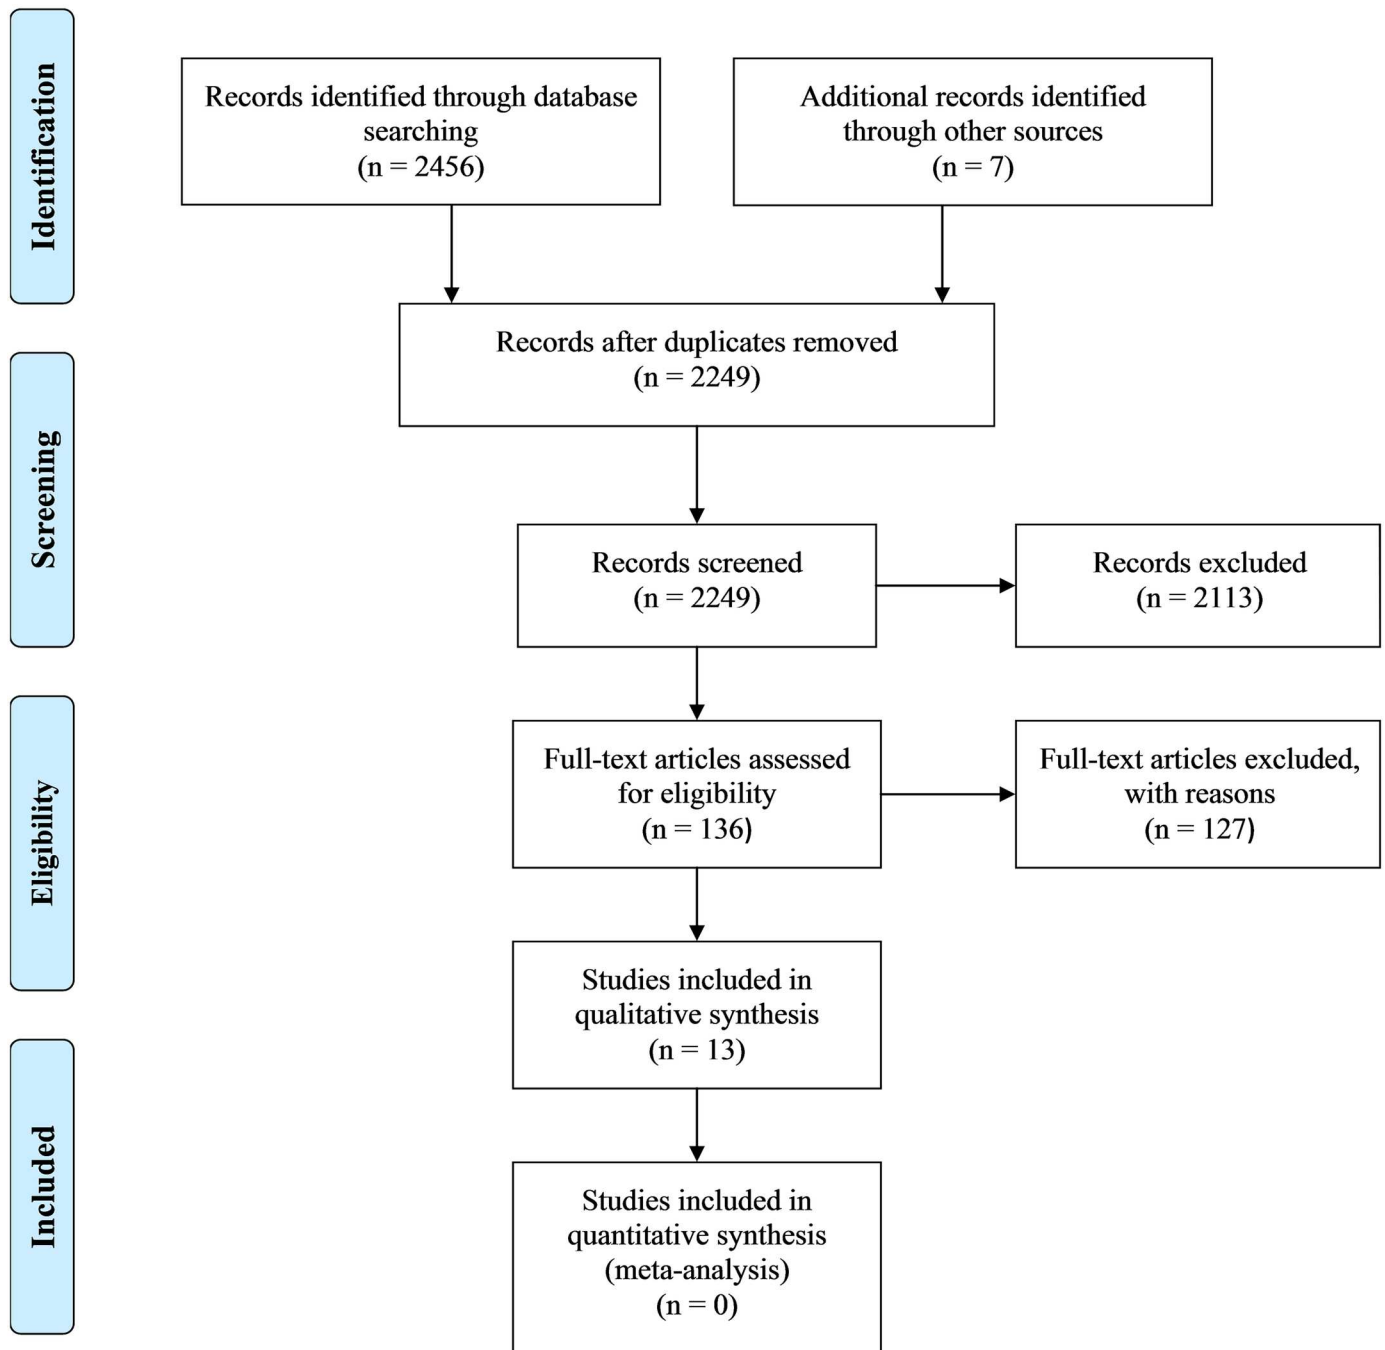 Identification
Records identified through database
searching
(n = 2456)
Additional records identified
through other sources
(n = 7)
Records after duplicates removed
(n = 2249)
Screening
Records screened
(n = 2249)
Records excluded
(n = 2113)
Eligibility
Full-text articles assessed
for eligibility
(n = 136)
Full-text articles excluded,
with reasons
(n = 127)
Studies included in
qualitative synthesis
(n = 13)
Included
Studies included in
quantitative synthesis
(meta-analysis)
(n = 0)